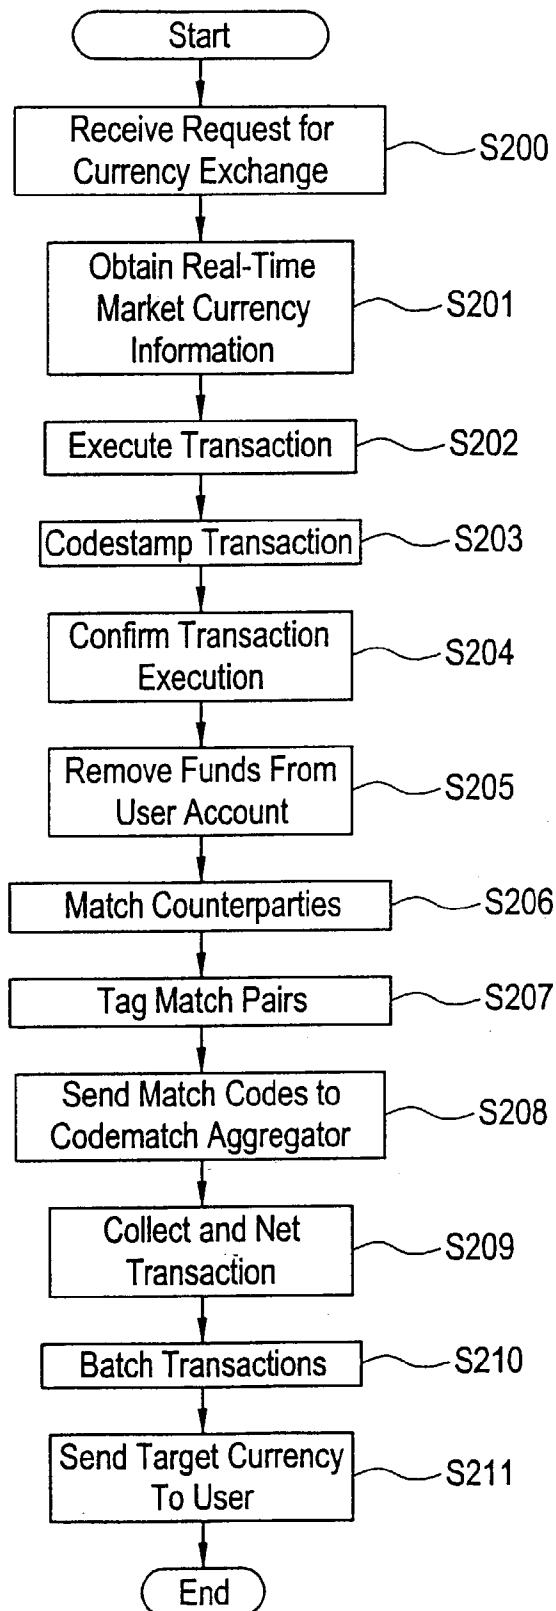 Start
Receive Request for
Currency Exchange
S200
Obtain Real-Time
Market Currency
Information
S201
Execute Transaction
S202
Codestamp Transaction
S203
Confirm Transaction
Execution
S204
Remove Funds From
User Account
S205
Match Counterparties
S206
Tag Match Pairs
S207
Send Match Codes to
Codematch Aggregator
S208
Collect and Net
Transaction
S209
Batch Transactions
S210
Send Target Currency
To User
S211
End